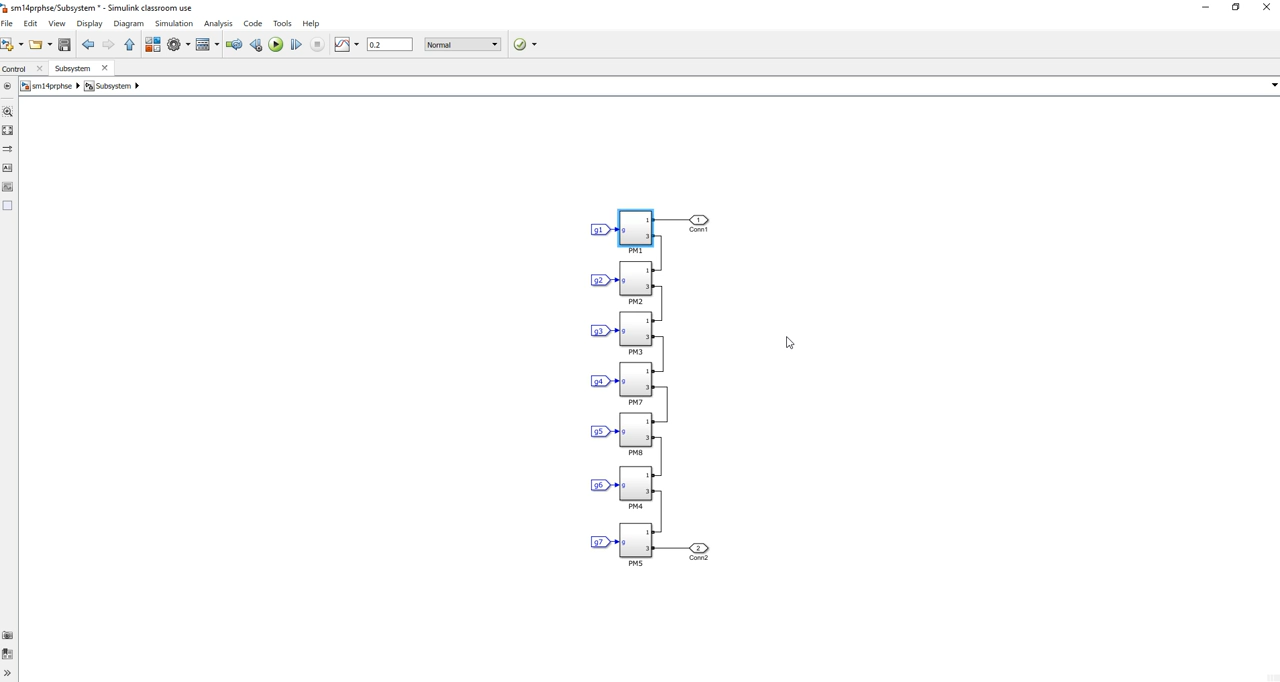 sm14prphse/Subsystem * - Simulink classroom use
File Edit View Display Diagram Simulation Analysis Code Tools Help
0.2 Normal
Control Subsystem
sm14prphse Subsystem
g1 g 1 3 PM1
1 Conn1
g2 g 1 3 PM2
g3 g 1 3 PM3
g4 g 1 3 PM7
g5 g 1 3 PM8
g6 g 1 3 PM4
g7 g 1 3 PM5
2 Conn2